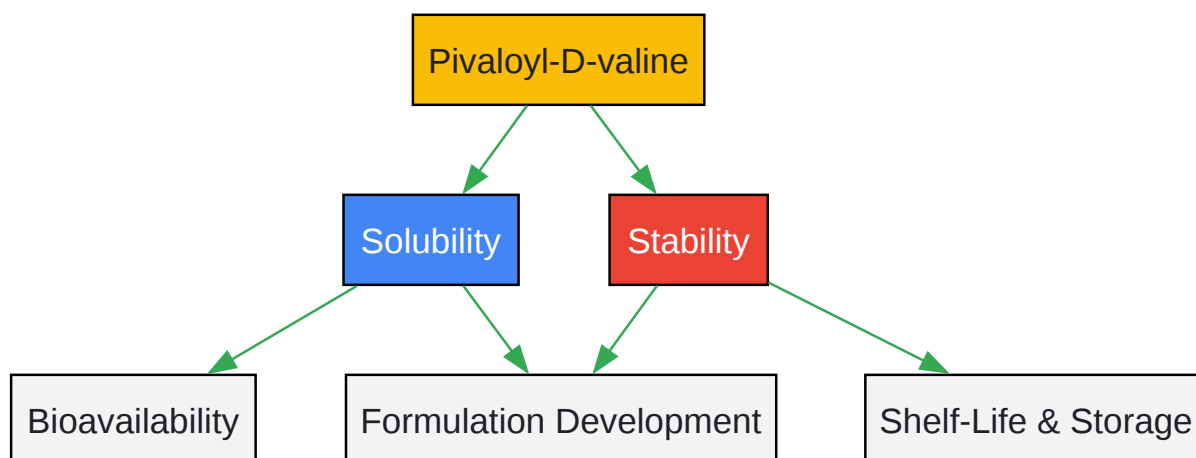 Pivaloyl-D-valine
Solubility
Stability
Bioavailability
Formulation Development
Shelf-Life & Storage